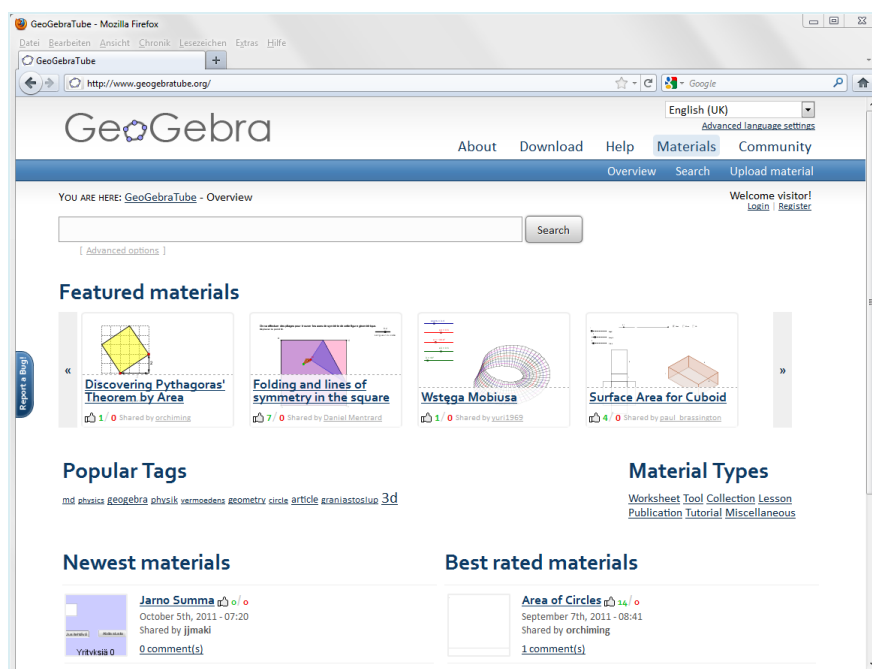 GeoGebraTube - Mozilla Firefox
Datei Bearbeiten Ansicht Chronik Lesezeichen Extras Hilfe
GeoGebraTube +
http://www.geogebratube.org/ Google
English (UK)
Advanced language settings
GeoGebra
About Download Help Materials Community
Overview Search Upload material
YOU ARE HERE: GeoGebraTube - Overview
Welcome visitor!
Login | Register
Search
[ Advanced options ]
Featured materials
Report a Bug!
« »
Discovering Pythagoras' Theorem by Area
1/ 0 Shared by orchiming
Folding and lines of symmetry in the square
7/ 0 Shared by Daniel Mentrard
Wstęga Mobiusa
1/ 0 Shared by yuri1969
Surface Area for Cuboid
4/ 0 Shared by paul_brassington
Popular Tags
md physics geogebra physik vermoedens geometry circle article graniastoslup 3d
Material Types
Worksheet Tool Collection Lesson
Publication Tutorial Miscellaneous
Newest materials
Jarno Summa 0/ 0
October 5th, 2011 - 07:20
Shared by jjmaki
0 comment(s)
Yrityksiä 0
Best rated materials
Area of Circles 14/ 0
September 7th, 2011 - 08:41
Shared by orchiming
1 comment(s)